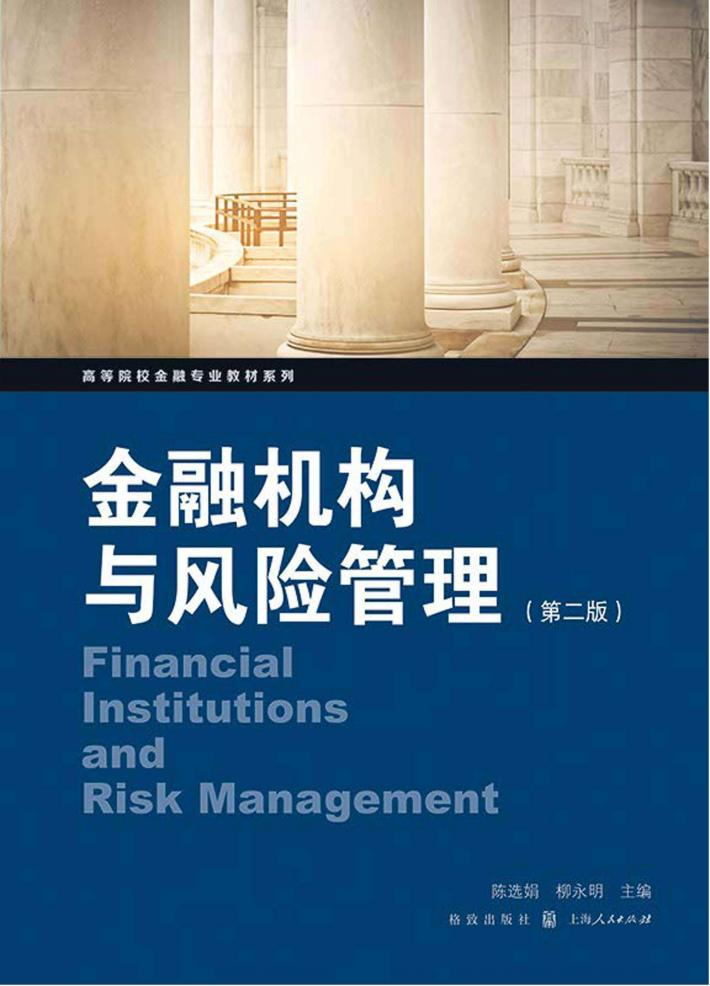 高等院校金融专业教材系列
金融机构
与风险管理（第二版）
Financial
Institutions
and
Risk Management
陈选娟 柳永明 主编
格致出版社 上海人民出版社